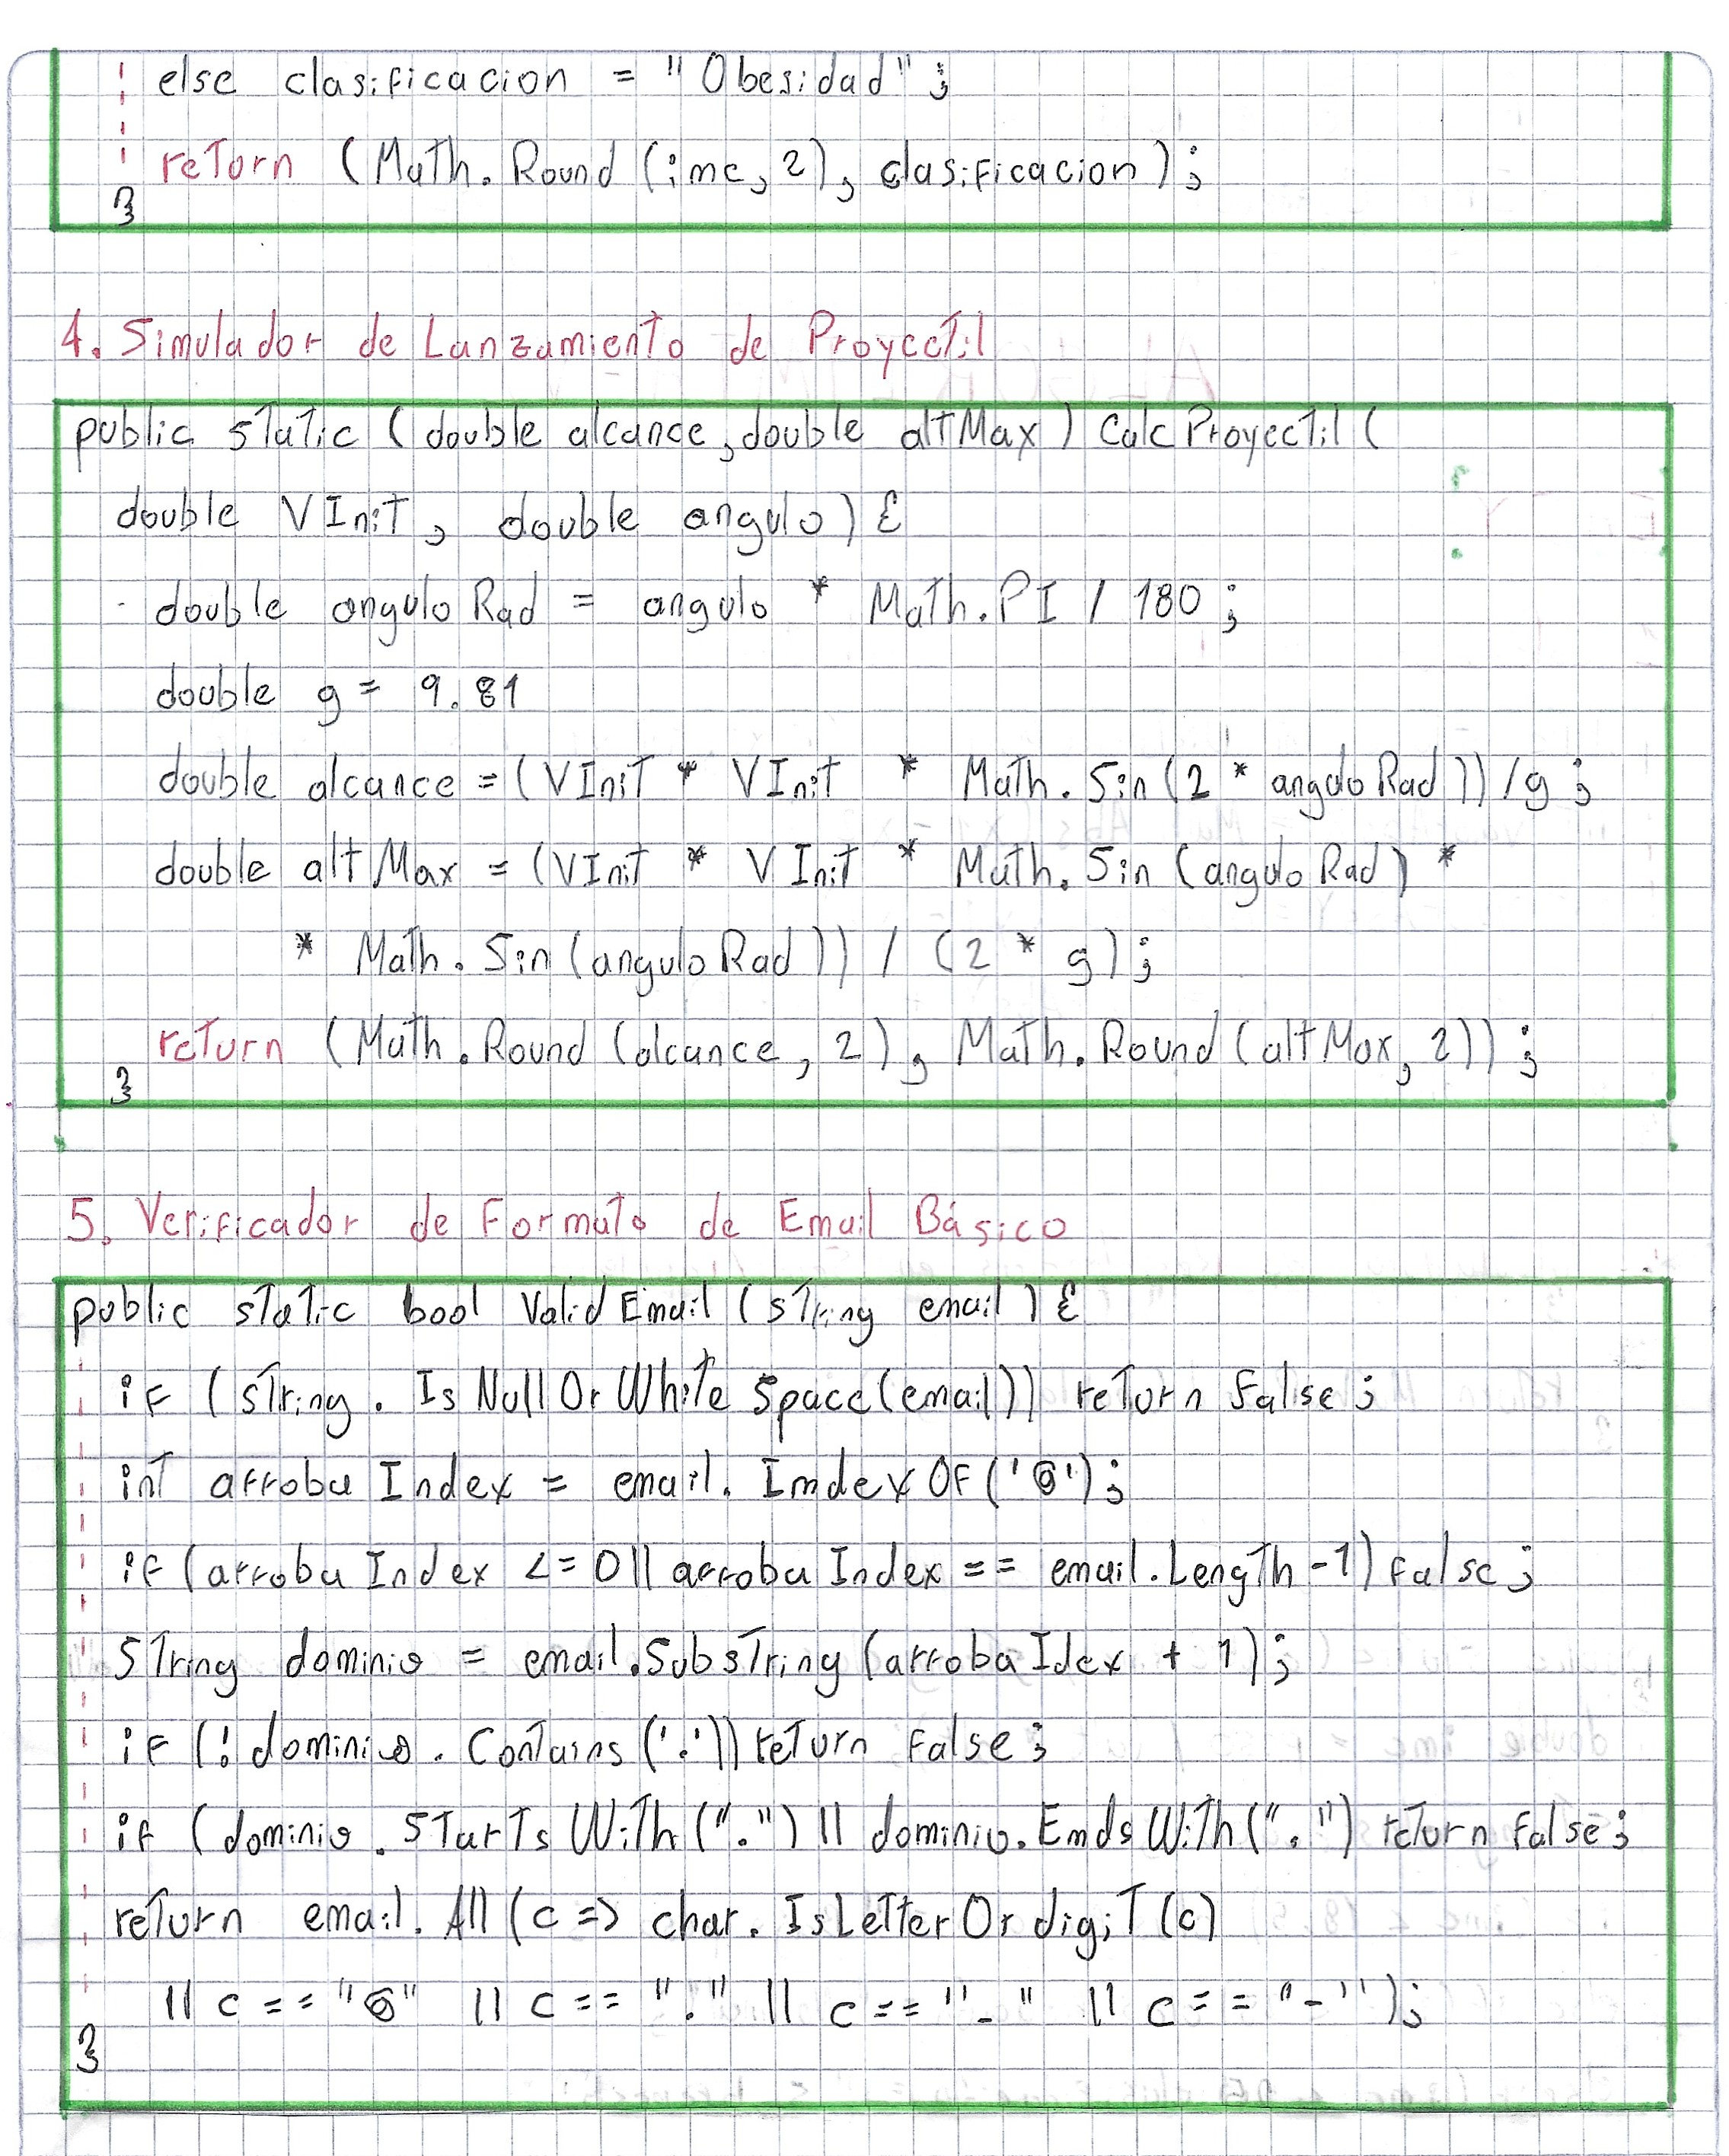 else clasificacion = "Obesidad";
return (Math.Round(imc, 2), clasificacion);
}
4. Simulador de Lanzamiento de Proyectil
public static (double alcance, double altMax) CalcProyectil(
double VInit, double angulo) {
double anguloRad = angulo * Math.PI / 180;
double g = 9.81
double alcance = (VInit * VInit * Math.Sin(2 * anguloRad)) / g;
double altMax = (VInit * VInit * Math.Sin(anguloRad) *
* Math.Sin(anguloRad)) / (2 * g);
return (Math.Round(alcance, 2), Math.Round(altMax, 2));
}
5. Verificador de Formato de Email Básico
public static bool ValidEmail(string email) {
if (string.IsNullOrWhiteSpace(email)) return false;
int arrobaIndex = email.ImdexOf('@');
if (arrobaIndex <= 0 || arrobaIndex == email.Length-1) false;
String dominio = email.Substring(arrobaIdex + 1);
if (!dominio.Contains('.')) return false;
if (dominio.StartsWith(".") || dominio.EmdsWith(".") return false;
return email.All(c => char.IsLetterOrdigit(c)
|| c == "@" || c == "." || c == "_" || c == "-");
}